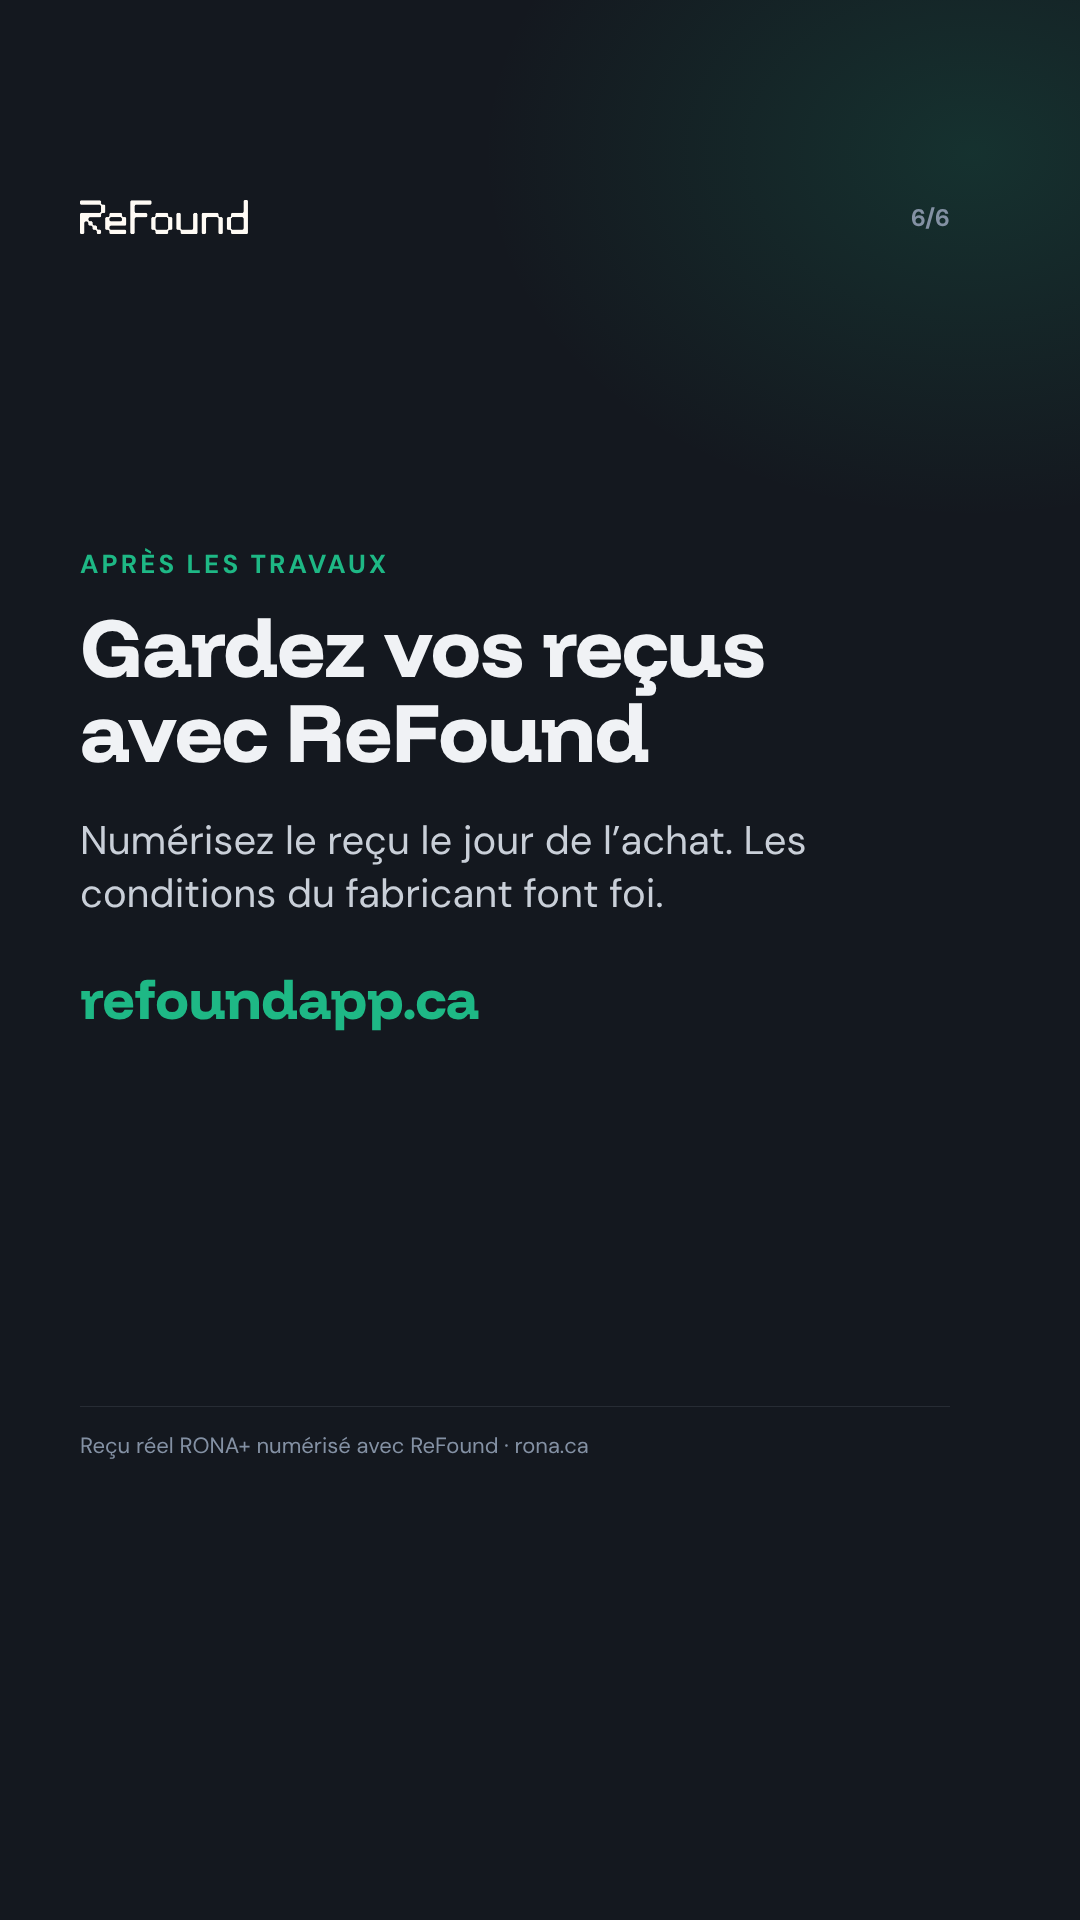 ReFound
6/6
APRÈS LES TRAVAUX
Gardez vos reçus
avec ReFound
Numérisez le reçu le jour de l’achat. Les
conditions du fabricant font foi.
refoundapp.ca
Reçu réel RONA+ numérisé avec ReFound · rona.ca